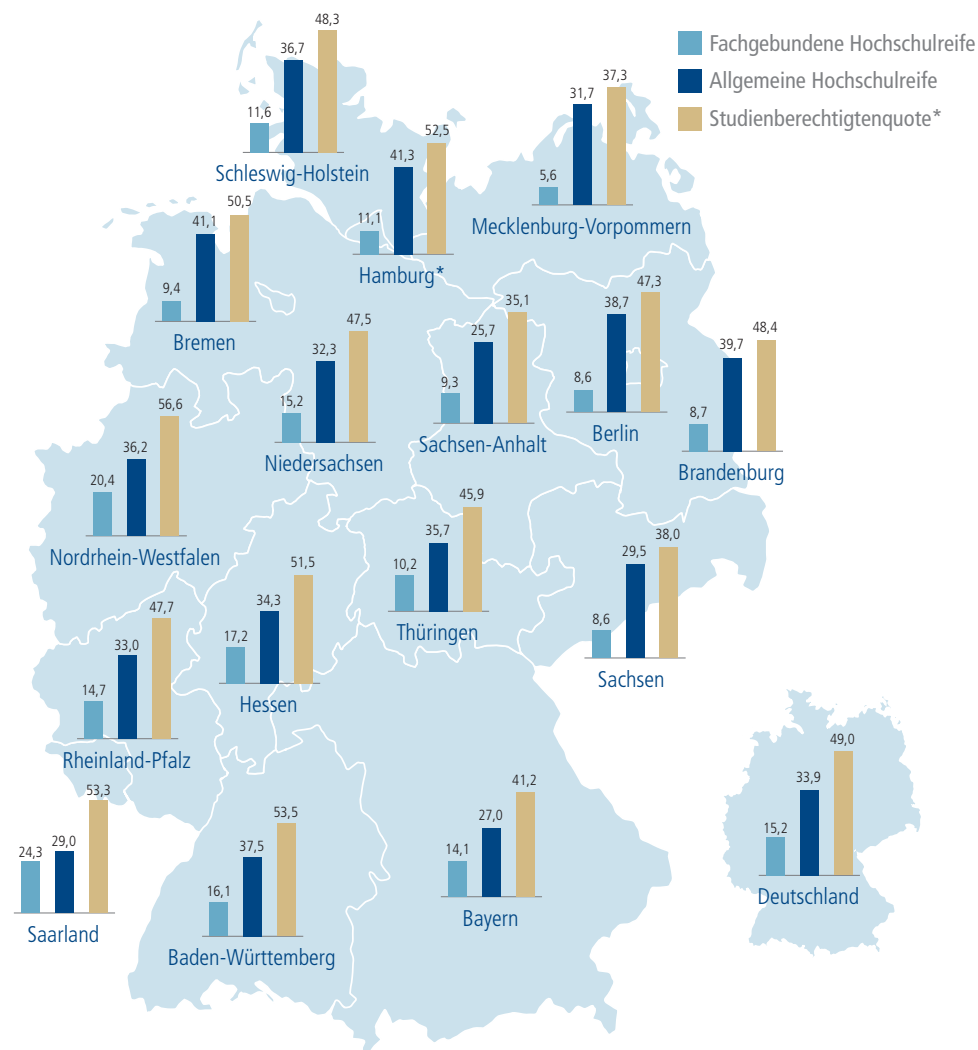 Fachgebundene Hochschulreife
Allgemeine Hochschulreife
Studienberechtigtenquote*
11,6
36,7
48,3
Schleswig-Holstein
5,6
31,7
37,3
Mecklenburg-Vorpommern
11,1
41,3
52,5
Hamburg*
9,4
41,1
50,5
Bremen
15,2
32,3
47,5
Niedersachsen
9,3
25,7
35,1
Sachsen-Anhalt
8,6
38,7
47,3
Berlin
8,7
39,7
48,4
Brandenburg
20,4
36,2
56,6
Nordrhein-Westfalen
17,2
34,3
51,5
Hessen
10,2
35,7
45,9
Thüringen
8,6
29,5
38,0
Sachsen
14,7
33,0
47,7
Rheinland-Pfalz
24,3
29,0
53,3
Saarland
16,1
37,5
53,5
Baden-Württemberg
14,1
27,0
41,2
Bayern
15,2
33,9
49,0
Deutschland